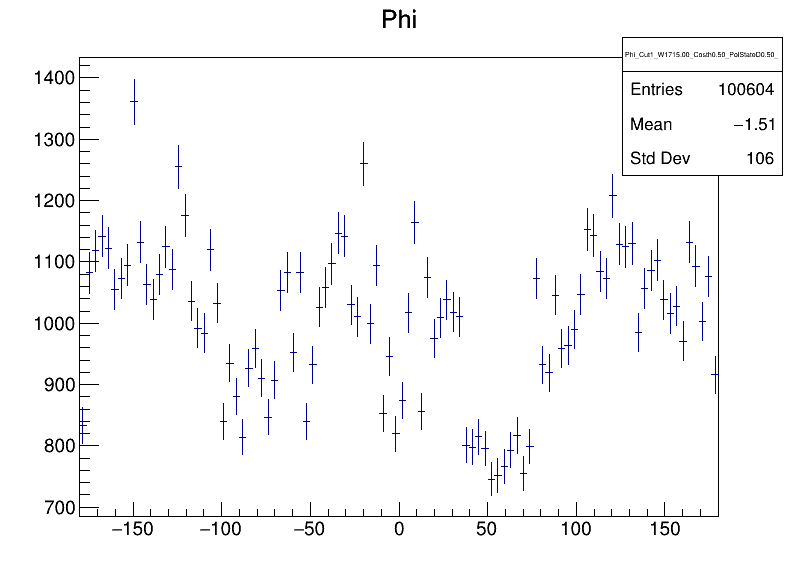 Phi
Phi_Cut1_W1715.00_Costh0.50_PolStateD0.50_
Entries 100604
Mean −1.51
Std Dev 106
1400
1300
1200
1100
1000
900
800
700
−150 −100 −50 0 50 100 150